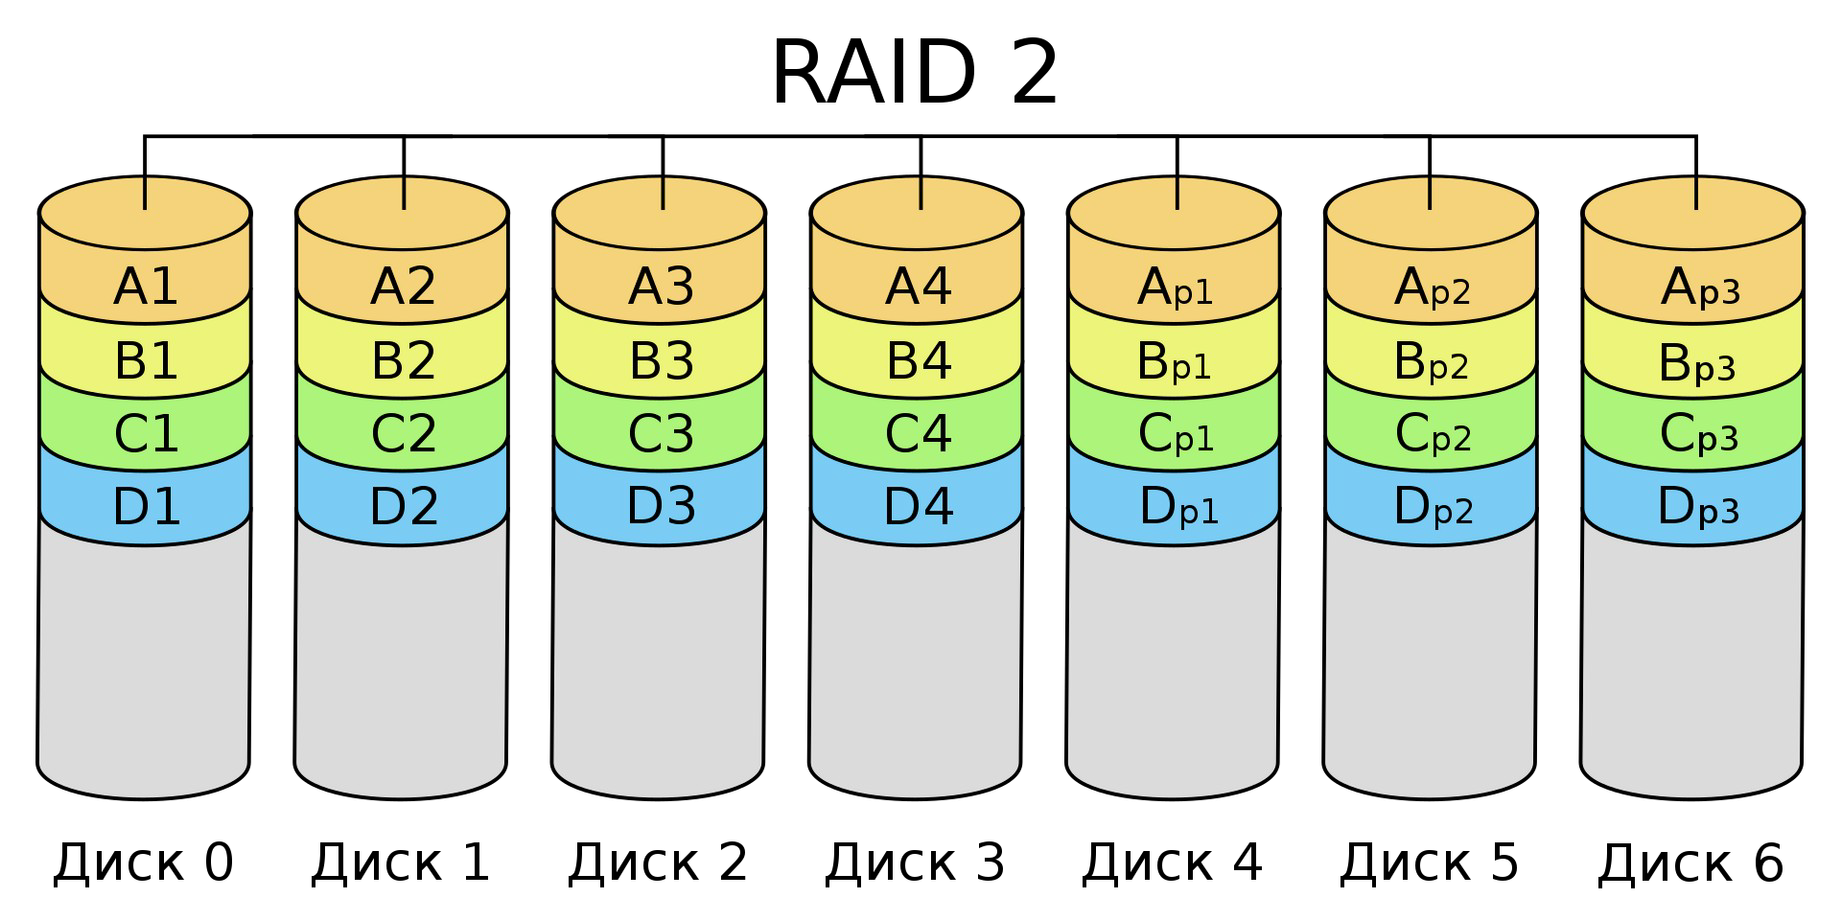 RAID 2
A1 A2 A3 A4 Ap1 Ap2 Ap3
B1 B2 B3 B4 Bp1 Bp2 Bp3
C1 C2 C3 C4 Cp1 Cp2 Cp3
D1 D2 D3 D4 Dp1 Dp2 Dp3
Диск 0 Диск 1 Диск 2 Диск 3 Диск 4 Диск 5 Диск 6